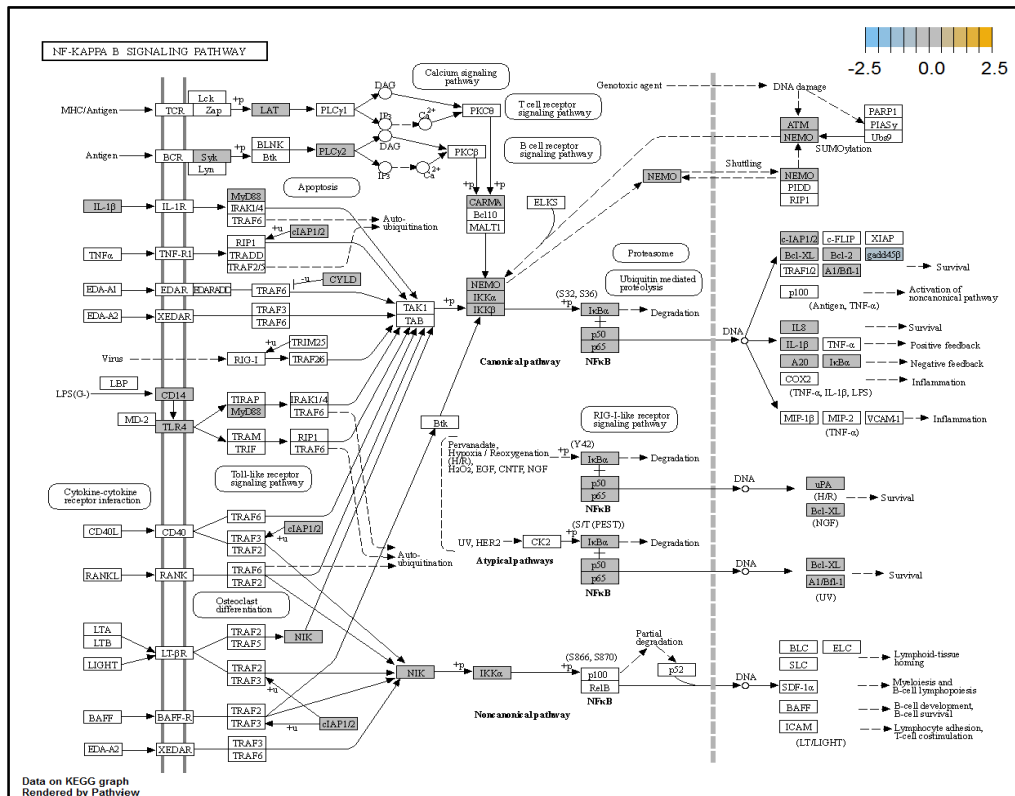 NF-KAPPA B SIGNALING PATHWAY
-2.5 0.0 2.5
Calcium signaling
pathway
T cell receptor
signaling pathway
B cell receptor
signaling pathway
MHC/Antigen
TCR
Lck
Zap
+p
LAT
PLCγ1
DAG
IP3
Ca2+
PKCθ
Antigen
BCR
Syk
Lyn
+p
BLNK
Btk
PLCγ2
DAG
IP3
Ca2+
PKCβ
+p
+p
CARMA
Bcl10
MALT1
ELKS
Genotoxic agent
DNA damage
ATM
NEMO
PARP1
PIASy
Ubs9
SUMOylation
Shuttling
NEMO
NEMO
PIDD
RIP1
Apoptosis
IL-1β
IL-1R
MyD88
IRAK1/4
TRAF6
Auto-
ubiquitination
+u
cIAP1/2
TNFα
TNF-R1
RIP1
TRADD
TRAF2/5
-u
CYLD
EDA-A1
EDAR
EDARADD
TRAF6
EDA-A2
XEDAR
TRAF3
TRAF6
TAK1
TAB
+p
NEMO
IKKα
IKKβ
Proteasome
Ubiquitin mediated
proteolysis
(S32, S36)
+p
IκBα
Degradation
p50
p65
NFκB
Canonical pathway
DNA
c-IAP1/2
c-FLIP
XIAP
Bcl-XL
Bcl-2
gadd45β
TRAF1/2
A1/Bfl-1
Survival
p100
Activation of
noncanonical pathway
(Antigen, TNF-α)
IL8
Survival
IL-1β
TNF-α
Positive feedback
A20
IκBα
Negative feedback
COX2
Inflammation
(TNF-α, IL-1β, LPS)
MIP-1β
MIP-2
VCAM-1
Inflammation
(TNF-α)
Virus
RIG-I
+u
TRIM25
TRAF2/6
LPS(G-)
LBP
CD14
MD-2
TLR4
TIRAP
MyD88
IRAK1/4
TRAF6
TRAM
TRIF
RIP1
TRAF6
Toll-like receptor
signaling pathway
Btk
RIG-I-like receptor
signaling pathway
Pervanadate,
Hypoxia / Reoxygenation
(H/R)
H2O2, EGF, CNTF, NGF
(Y42)
+p
IκBα
Degradation
p50
p65
NFκB
DNA
uPA
(H/R)
Bcl-XL
(NGF)
Survival
Cytokine-cytokine
receptor interaction
CD40L
CD40
TRAF6
TRAF3
TRAF2
cIAP1/2
+u
RANKL
RANK
TRAF6
TRAF2
Auto-
ubiquitination
UV, HER2
CK2
(S/T (PEST))
+p
IκBα
Degradation
Atypical pathways
p50
p65
NFκB
DNA
Bcl-XL
A1/Bfl-1
(UV)
Survival
Osteoclast
differentiation
LTA
LTB
LIGHT
LT-βR
TRAF2
TRAF5
NIK
TRAF2
TRAF3
+u
BAFF
BAFF-R
TRAF2
TRAF3
+u
cIAP1/2
EDA-A2
XEDAR
TRAF3
TRAF6
NIK
+p
IKKα
+p
(S866, S870)
p100
RelB
NFκB
Partial
degradation
p52
Noncanonical pathway
DNA
BLC
ELC
SLC
Lymphoid-tissue
homing
SDF-1α
Myeloiesis and
B-cell lymphopoiesis
BAFF
B-cell development,
B-cell survival
ICAM
(LT/LIGHT)
Lymphocyte adhesion,
T-cell costimulation
Data on KEGG graph
Rendered by Pathview